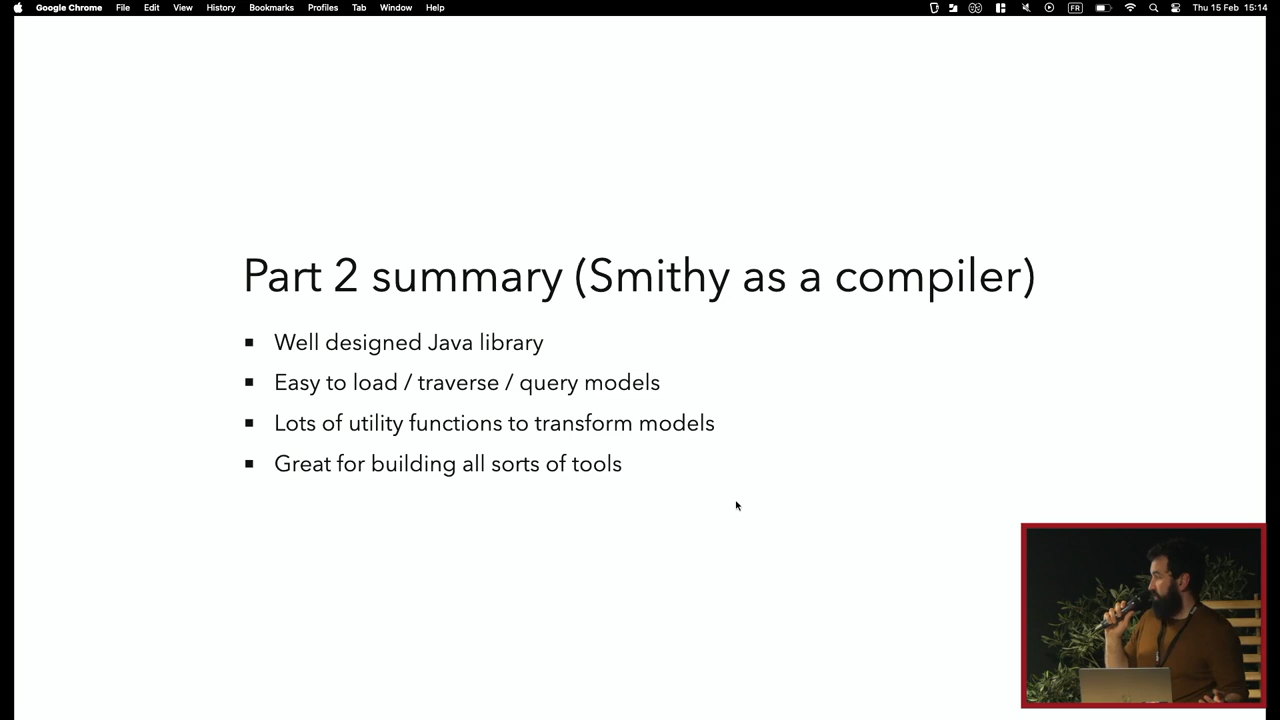 Google Chrome File Edit View History Bookmarks Profiles Tab Window Help FR Thu 15 Feb 15:14
Part 2 summary (Smithy as a compiler)
▪ Well designed Java library
▪ Easy to load / traverse / query models
▪ Lots of utility functions to transform models
▪ Great for building all sorts of tools